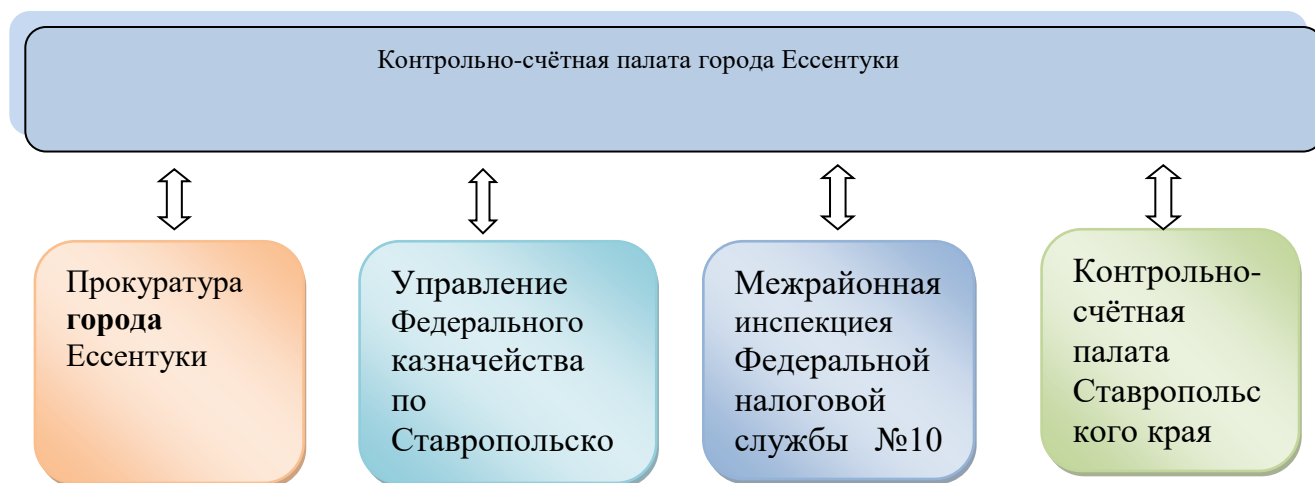 Контрольно-счётная палата города Ессентуки
Прокуратура
города
Ессентуки
Управление
Федерального
казначейства
по
Ставропольско
Межрайонная
инспекциея
Федеральной
налоговой
службы №10
Контрольно-
счётная
палата
Ставропольс
кого края